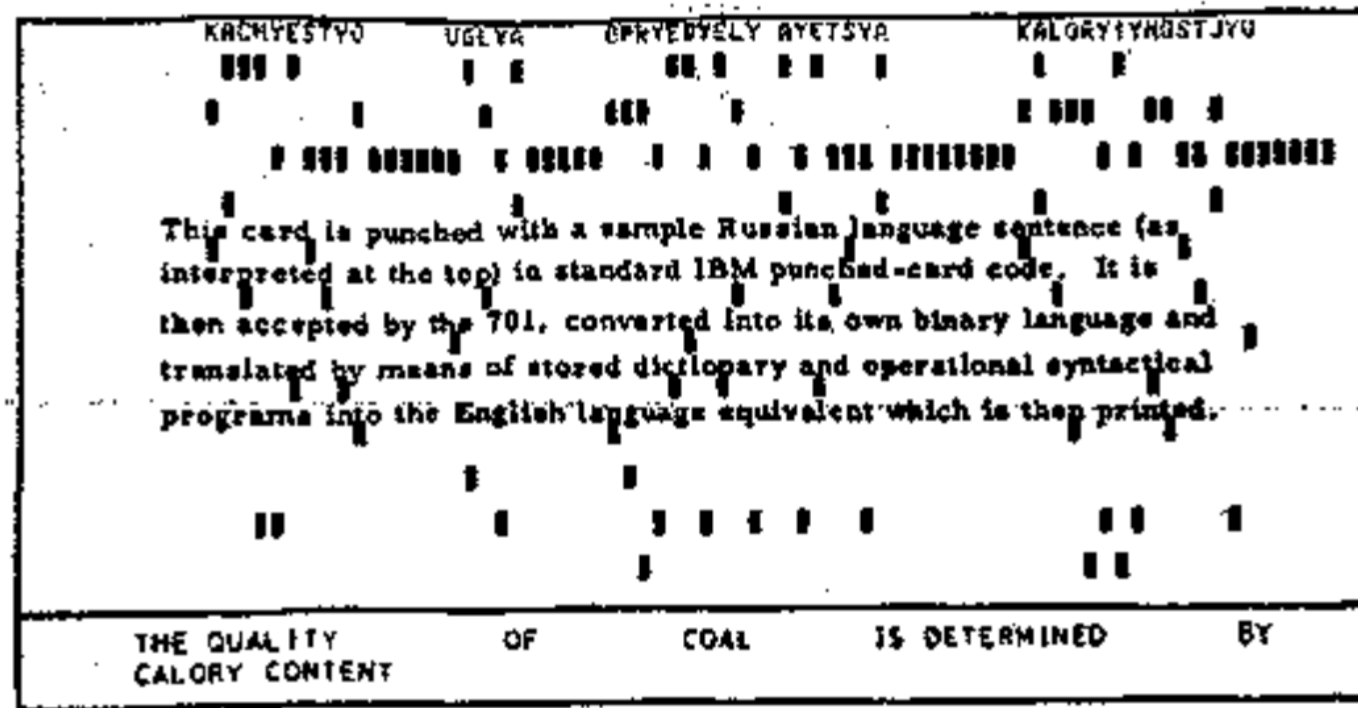 KACHYESTVO UGLYA OPRYEDYELY AYETSYA KALORYIYNOSTJYU
This card is punched with a sample Russian language sentence (as
interpreted at the top) in standard IBM punched-card code. It is
then accepted by the 701, converted into its own binary language and
translated by means of stored dictionary and operational syntactical
programs into the English language equivalent which is then printed.
THE QUALITY OF COAL IS DETERMINED BY
CALORY CONTENT